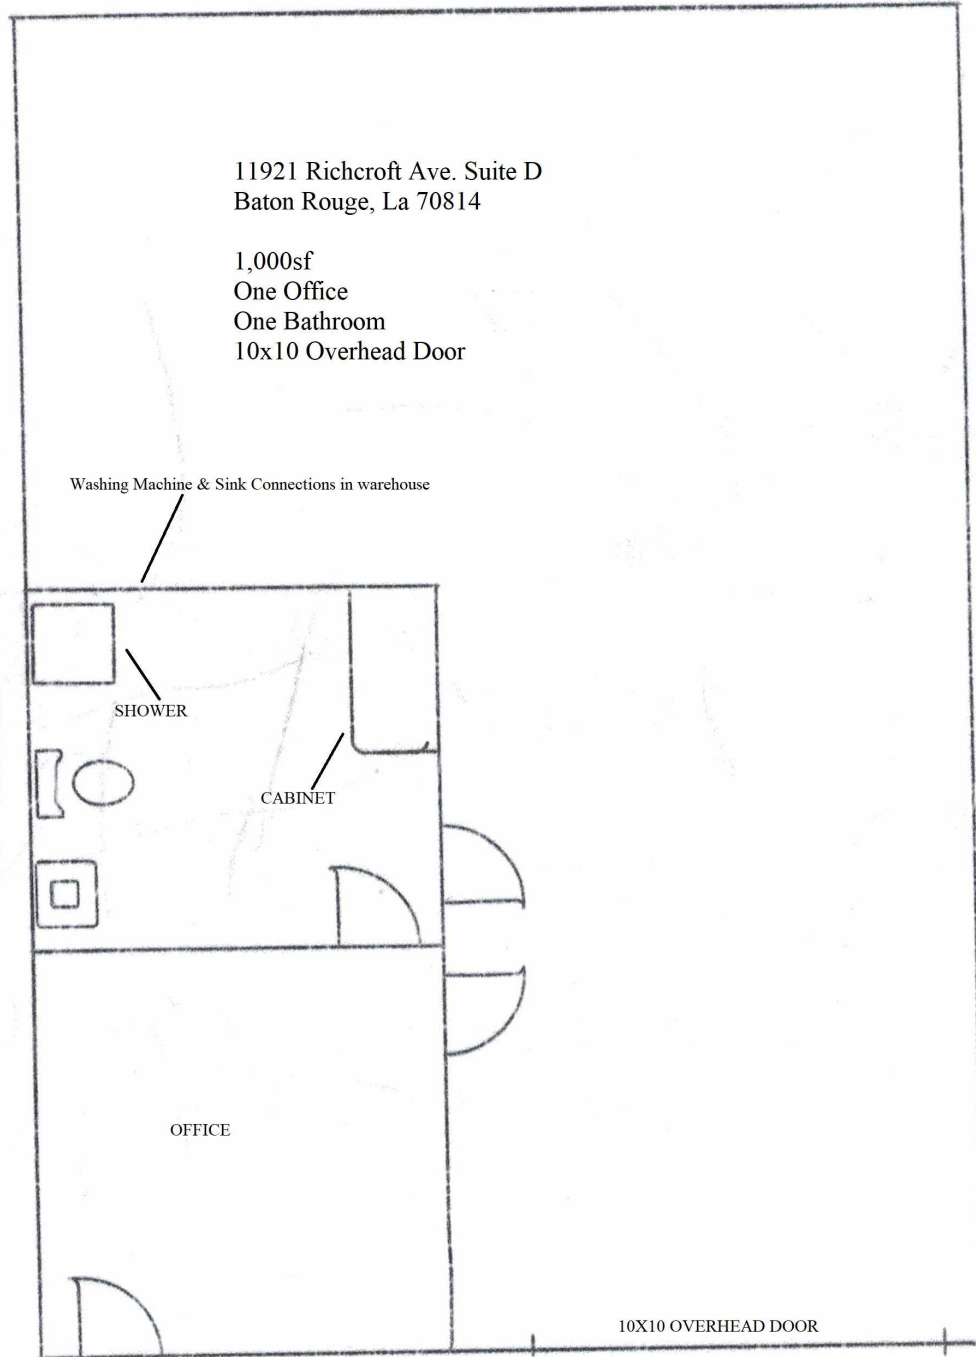 11921 Richcroft Ave. Suite D
Baton Rouge, La 70814
1,000sf
One Office
One Bathroom
10x10 Overhead Door
Washing Machine & Sink Connections in warehouse
SHOWER
CABINET
OFFICE
10X10 OVERHEAD DOOR